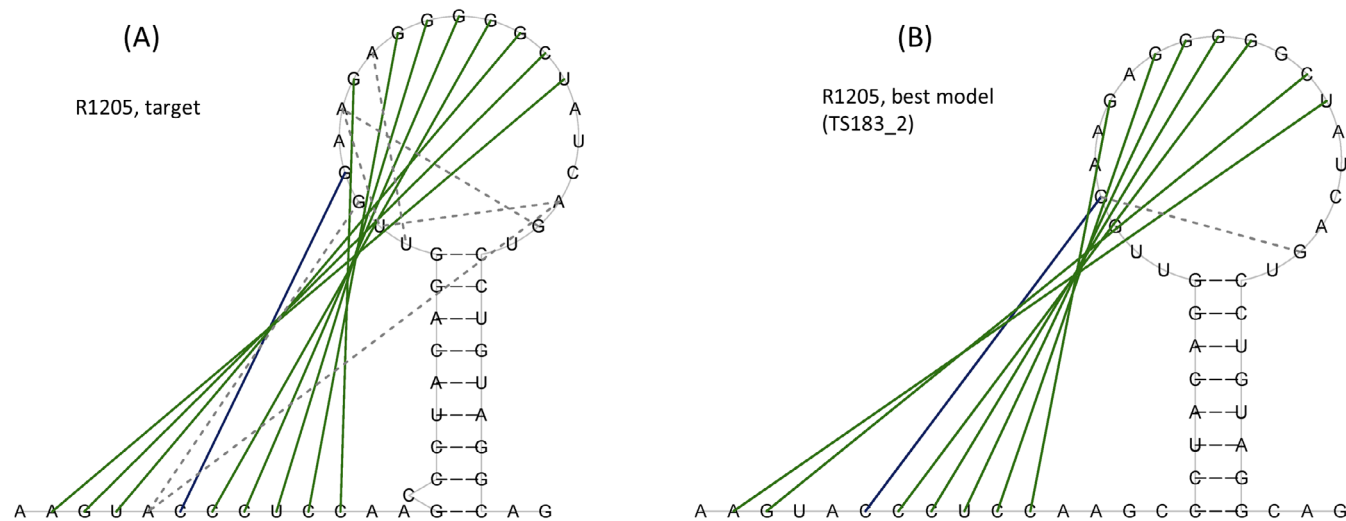 (A)
R1205, target
A A G U A C C C U C C A A C G C C U A C A G G U U G G A A G A G G G G G C U A U C A G U C C U G U A G G C A G
(B)
R1205, best model
(TS183_2)
A A G U A C C C U C C A A G C C U A C A G G U U G G A A G A G G G G G C U A U C A G U C C U G U A G G C A G